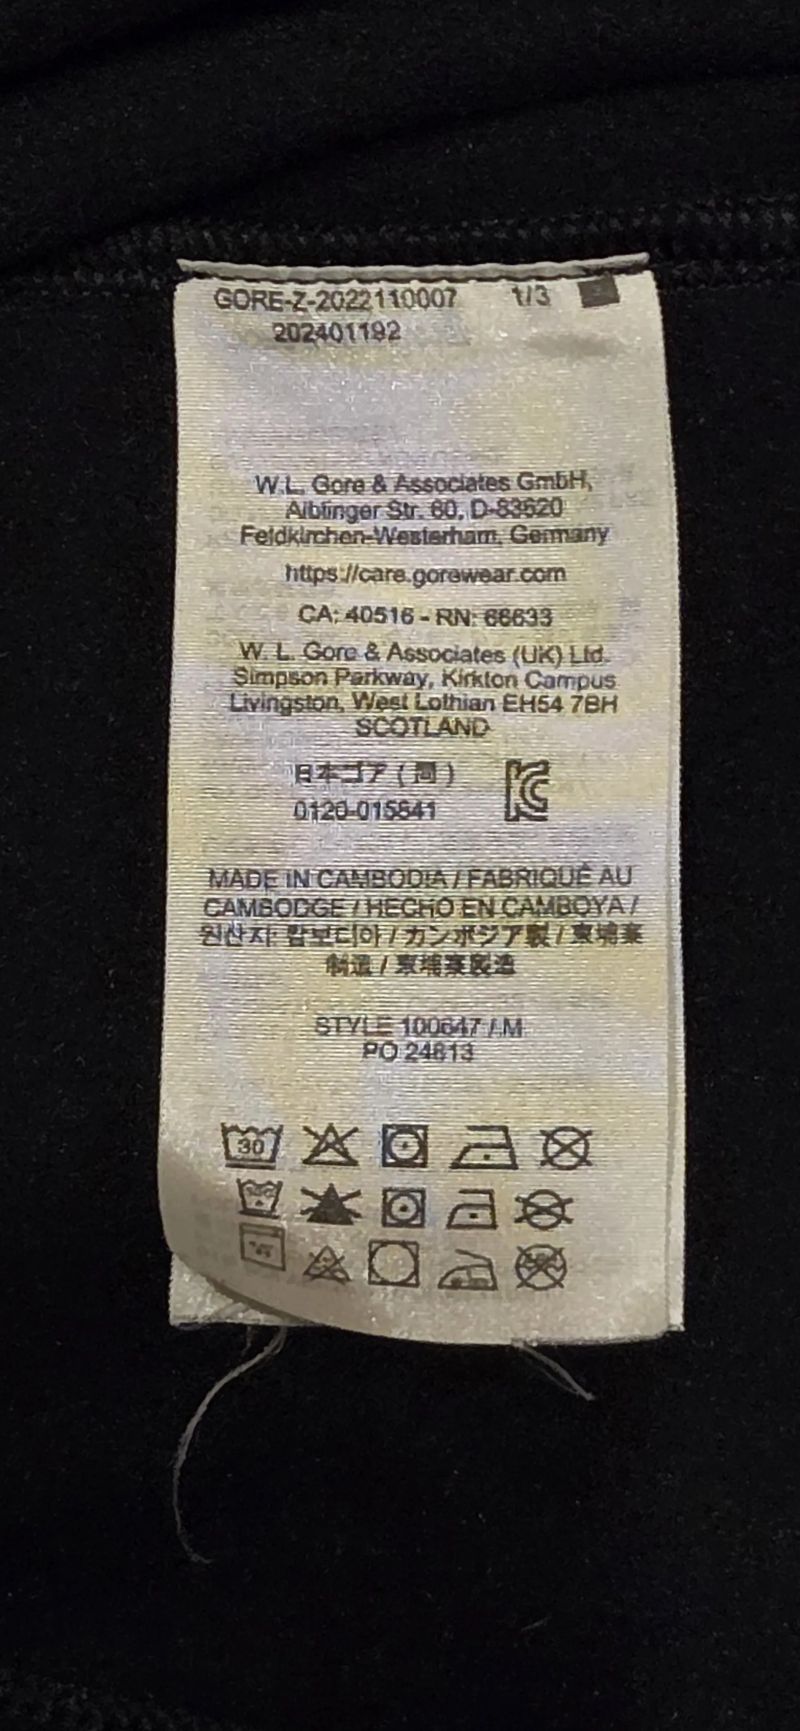 GORE-Z-2022110007 1/3
202401192
W.L. Gore & Associates GmbH,
Aiblinger Str. 60, D-83620
Feldkirchen-Westerham, Germany
https://care.gorewear.com
CA: 40516 - RN: 66633
W. L. Gore & Associates (UK) Ltd.
Simpson Parkway, Kirkton Campus
Livingston, West Lothian EH54 7BH
SCOTLAND
日本ゴア(同)
0120-015841
MADE IN CAMBODIA / FABRIQUÉ AU
CAMBODGE / HECHO EN CAMBOYA /
원산지: 캄보디아 / カンボジア製 / 柬埔寨
制造 / 柬埔寨製造
STYLE 100647 / M
PO 24813
30